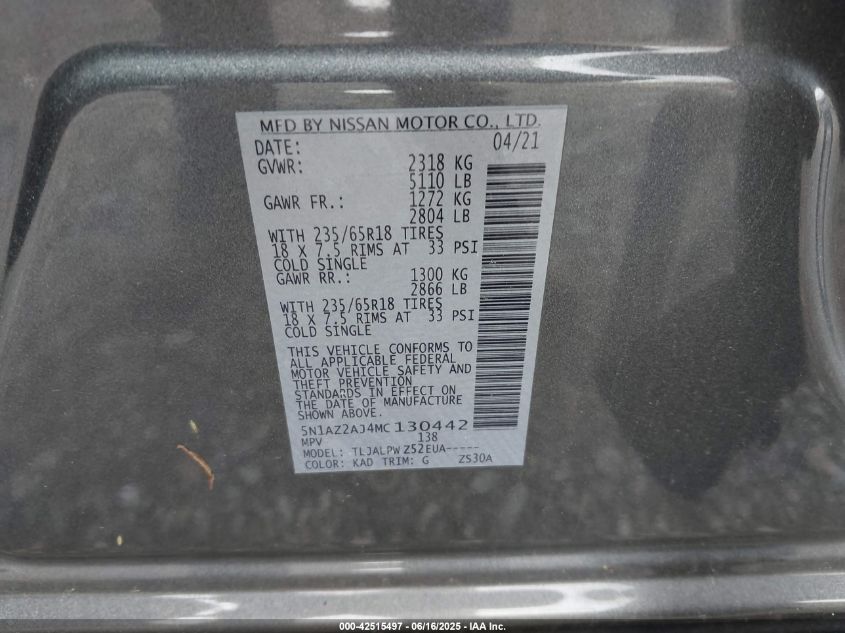 MFD BY NISSAN MOTOR CO., LTD.
DATE: 04/21
GVWR: 2318 KG
5110 LB
GAWR FR.: 1272 KG
2804 LB
WITH 235/65R18 TIRES
18 X 7.5 RIMS AT 33 PSI
COLD SINGLE
GAWR RR.: 1300 KG
2866 LB
WITH 235/65R18 TIRES
18 X 7.5 RIMS AT 33 PSI
COLD SINGLE
THIS VEHICLE CONFORMS TO
ALL APPLICABLE FEDERAL
MOTOR VEHICLE SAFETY AND
THEFT PREVENTION
STANDARDS IN EFFECT ON
THE DATE OF MANUFACTURE
SHOWN ABOVE.
5N1AZ2AJ4MC130442
MPV 138
MODEL: TLJALPW Z52EUA-----
COLOR: KAD TRIM: G ZS30A
000-42515497 - 06/16/2025 - IAA Inc.